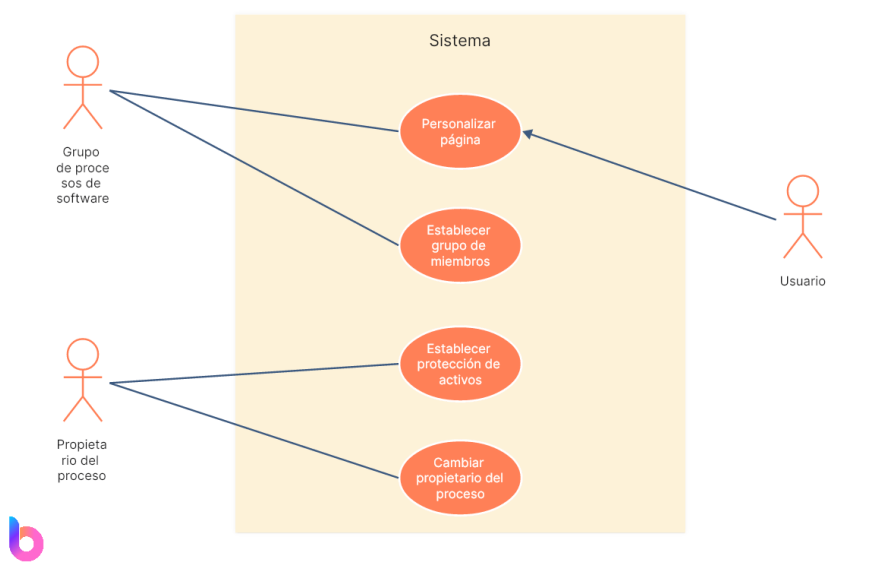 Sistema
Personalizar
página
Grupo
de proce
sos de
software
Establecer
grupo de
miembros
Usuario
Establecer
protección de
activos
Propieta
rio del
proceso
Cambiar
propietario del
proceso
b